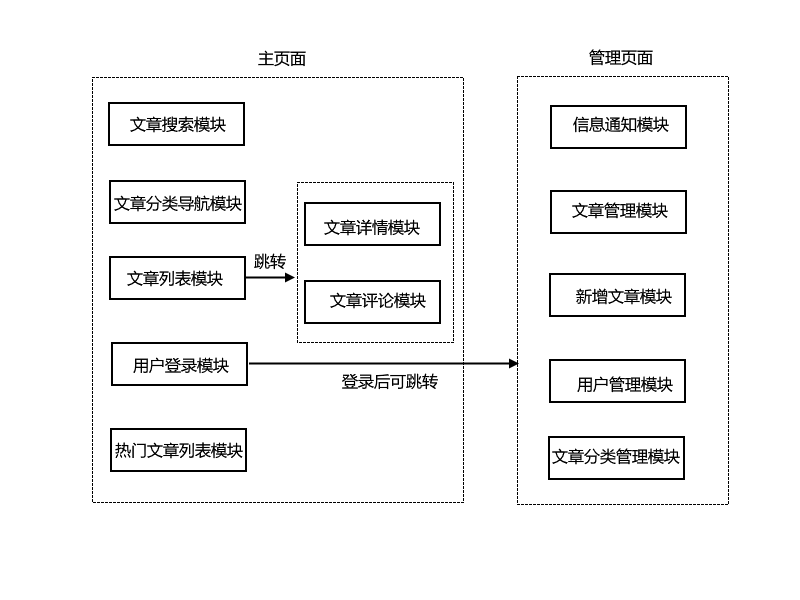 主页面
文章搜索模块
文章分类导航模块
文章列表模块
跳转
文章详情模块
文章评论模块
用户登录模块
登录后可跳转
热门文章列表模块
管理页面
信息通知模块
文章管理模块
新增文章模块
用户管理模块
文章分类管理模块